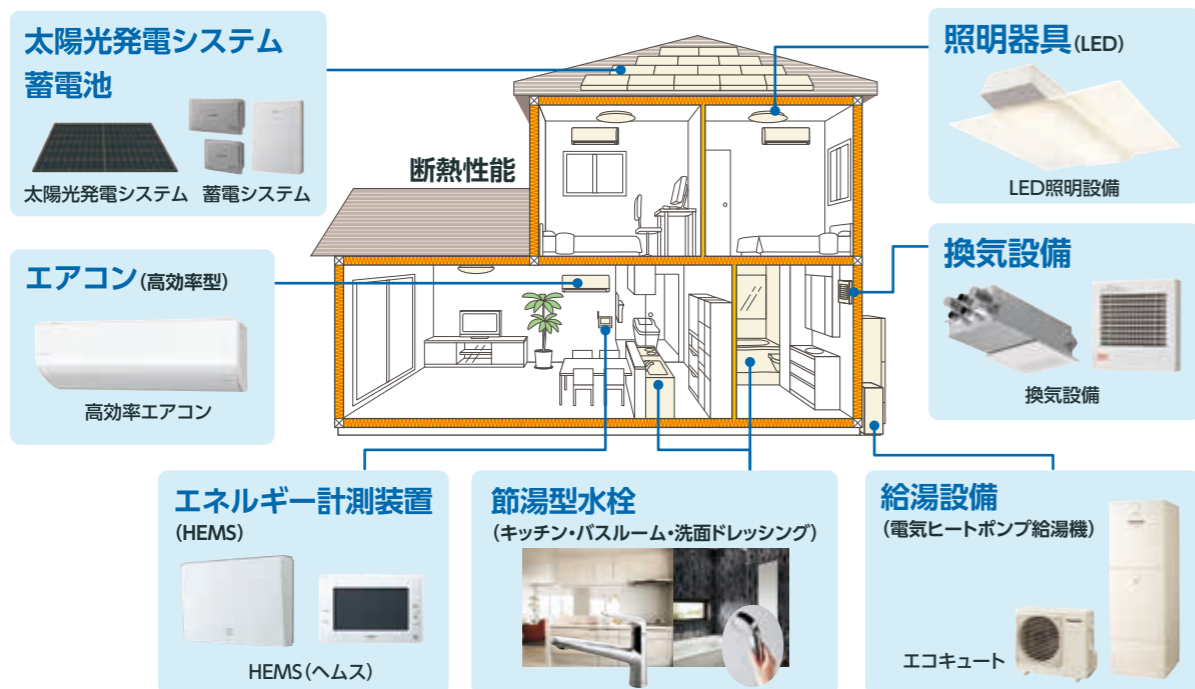 太陽光発電システム
蓄電池
太陽光発電システム
蓄電システム
断熱性能
照明器具(LED)
LED照明設備
エアコン(高効率型)
高効率エアコン
換気設備
換気設備
エネルギー計測装置
(HEMS)
HEMS(ヘムス)
節湯型水栓
(キッチン・バスルーム・洗面ドレッシング)
給湯設備
(電気ヒートポンプ給湯機)
エコキュート